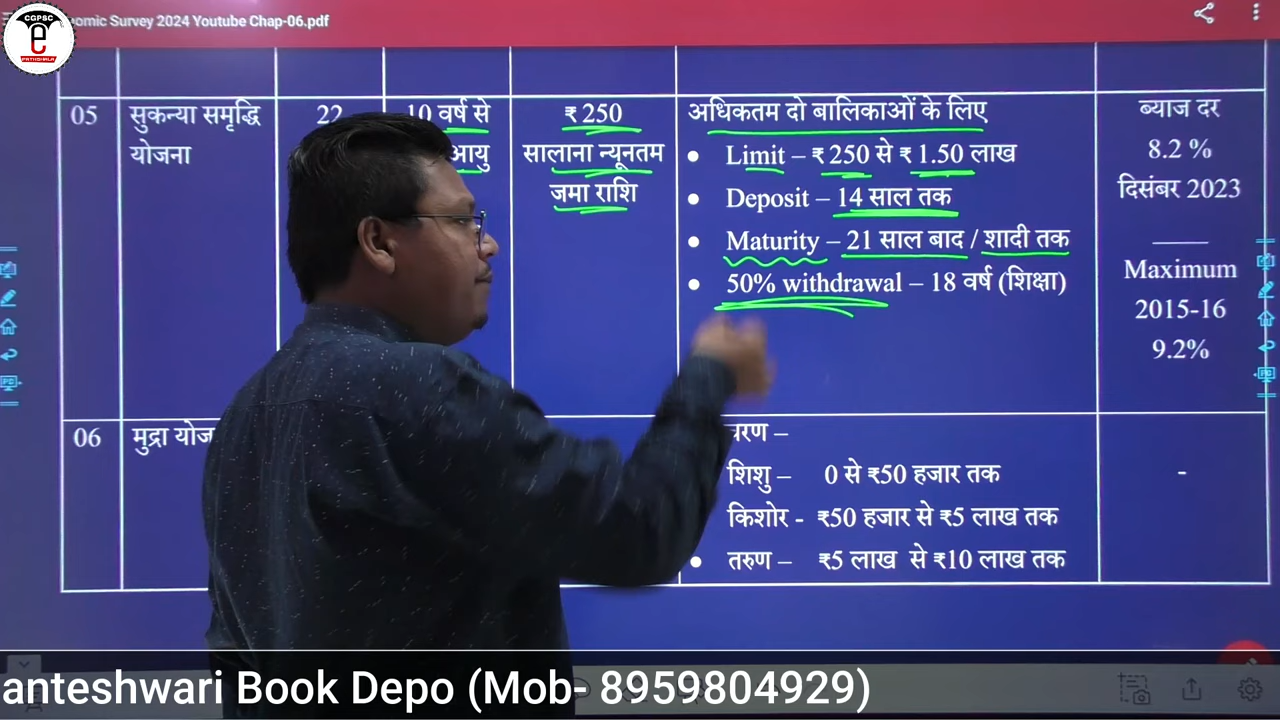 CGPSC
e
PATHSHALA
omic Survey 2024 Youtube Chap-06.pdf
05
सुकन्या समृद्धि
योजना
22
10 वर्ष से
आयु
₹ 250
सालाना न्यूनतम
जमा राशि
अधिकतम दो बालिकाओं के लिए
• Limit – ₹ 250 से ₹ 1.50 लाख
• Deposit – 14 साल तक
• Maturity – 21 साल बाद / शादी तक
• 50% withdrawal – 18 वर्ष (शिक्षा)
ब्याज दर
8.2 %
दिसंबर 2023
Maximum
2015-16
9.2%
06
मुद्रा
शिशु – 0 से ₹50 हजार तक
किशोर - ₹50 हजार से ₹5 लाख तक
• तरुण – ₹5 लाख से ₹10 लाख तक
-
anteshwari Book Depo (Mob- 8959804929)